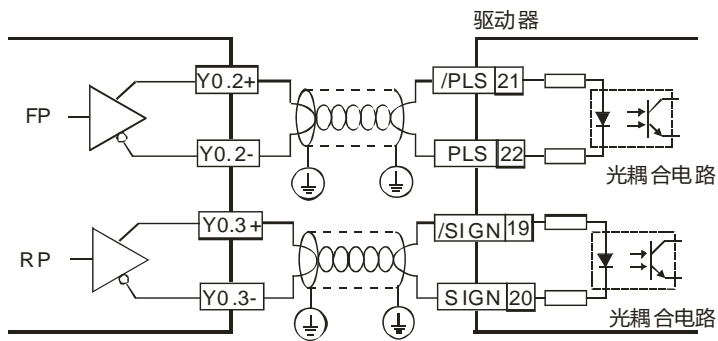 驱动器
Y0.2+
/PLS 21
FP
Y0.2-
PLS 22
光耦合电路
Y0.3+
/SIGN 19
RP
Y0.3-
SIGN 20
光耦合电路